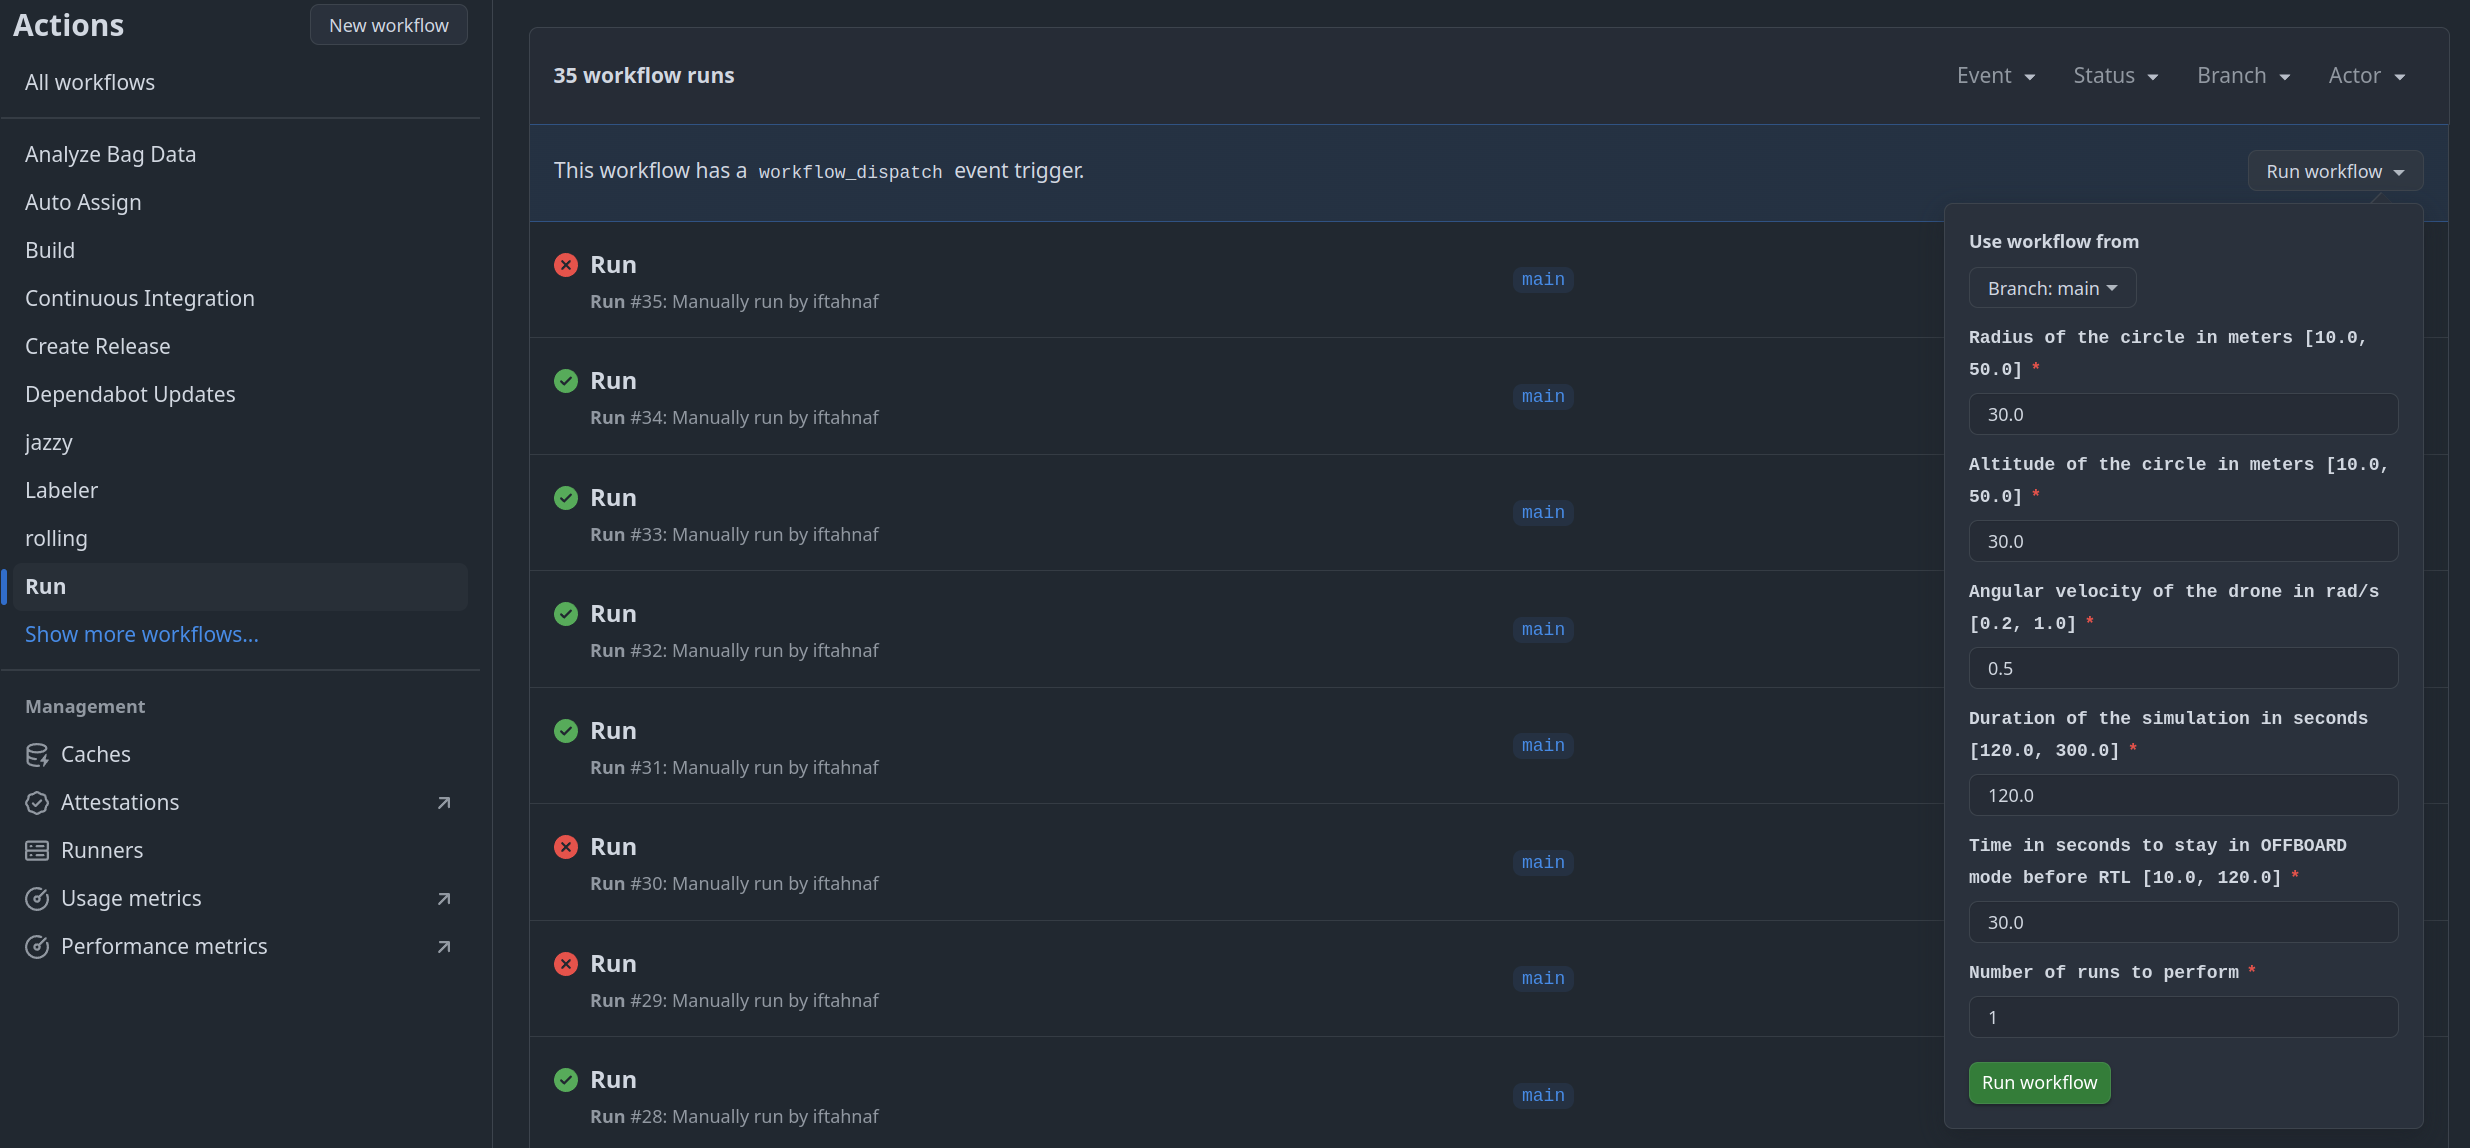 Actions
New workflow
All workflows
Analyze Bag Data
Auto Assign
Build
Continuous Integration
Create Release
Dependabot Updates
jazzy
Labeler
rolling
Run
Show more workflows...
Management
Caches
Attestations
Runners
Usage metrics
Performance metrics
35 workflow runs
Event
Status
Branch
Actor
This workflow has a workflow_dispatch event trigger.
Run workflow
Run
Run #35: Manually run by iftahnaf
main
Run
Run #34: Manually run by iftahnaf
main
Run
Run #33: Manually run by iftahnaf
main
Run
Run #32: Manually run by iftahnaf
main
Run
Run #31: Manually run by iftahnaf
main
Run
Run #30: Manually run by iftahnaf
main
Run
Run #29: Manually run by iftahnaf
main
Run
Run #28: Manually run by iftahnaf
main
Use workflow from
Branch: main
Radius of the circle in meters [10.0,
50.0] *
30.0
Altitude of the circle in meters [10.0,
50.0] *
30.0
Angular velocity of the drone in rad/s
[0.2, 1.0] *
0.5
Duration of the simulation in seconds
[120.0, 300.0] *
120.0
Time in seconds to stay in OFFBOARD
mode before RTL [10.0, 120.0] *
30.0
Number of runs to perform *
1
Run workflow